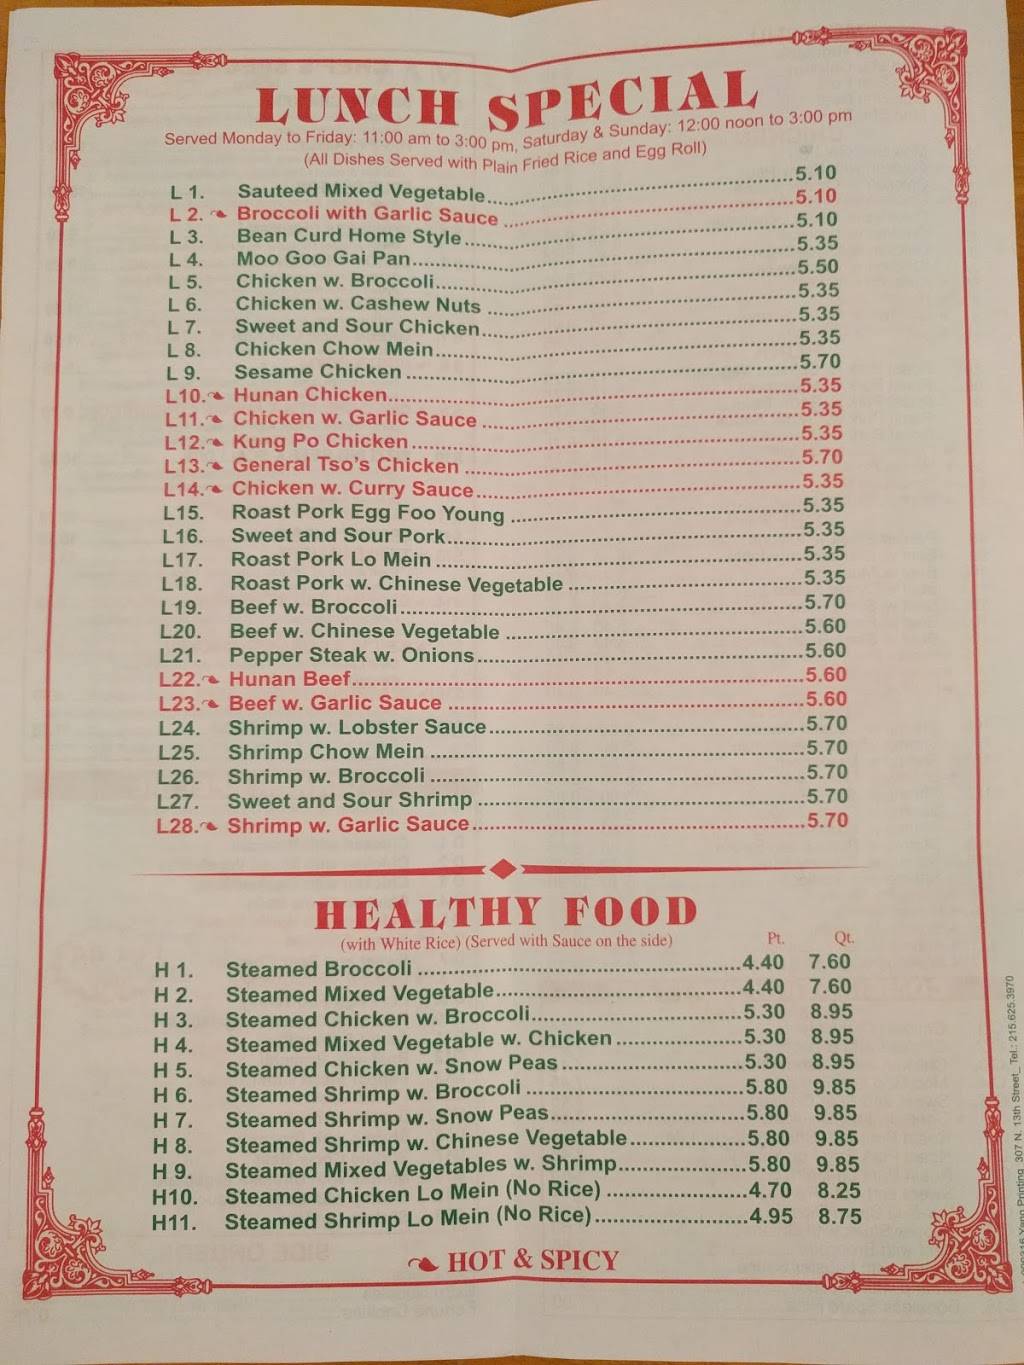 LUNCH SPECIAL
Served Monday to Friday: 11:00 am to 3:00 pm, Saturday & Sunday: 12:00 noon to 3:00 pm
(All Dishes Served with Plain Fried Rice and Egg Roll)
L 1. Sauteed Mixed Vegetable 5.10
L 2. Broccoli with Garlic Sauce 5.10
L 3. Bean Curd Home Style 5.10
L 4. Moo Goo Gai Pan 5.35
L 5. Chicken w. Broccoli 5.50
L 6. Chicken w. Cashew Nuts 5.35
L 7. Sweet and Sour Chicken 5.35
L 8. Chicken Chow Mein 5.35
L 9. Sesame Chicken 5.70
L10. Hunan Chicken 5.35
L11. Chicken w. Garlic Sauce 5.35
L12. Kung Po Chicken 5.35
L13. General Tso's Chicken 5.70
L14. Chicken w. Curry Sauce 5.35
L15. Roast Pork Egg Foo Young 5.35
L16. Sweet and Sour Pork 5.35
L17. Roast Pork Lo Mein 5.35
L18. Roast Pork w. Chinese Vegetable 5.35
L19. Beef w. Broccoli 5.70
L20. Beef w. Chinese Vegetable 5.60
L21. Pepper Steak w. Onions 5.60
L22. Hunan Beef 5.60
L23. Beef w. Garlic Sauce 5.60
L24. Shrimp w. Lobster Sauce 5.70
L25. Shrimp Chow Mein 5.70
L26. Shrimp w. Broccoli 5.70
L27. Sweet and Sour Shrimp 5.70
L28. Shrimp w. Garlic Sauce 5.70
HEALTHY FOOD
(with White Rice) (Served with Sauce on the side) Pt. Qt.
H 1. Steamed Broccoli 4.40 7.60
H 2. Steamed Mixed Vegetable 4.40 7.60
H 3. Steamed Chicken w. Broccoli 5.30 8.95
H 4. Steamed Mixed Vegetable w. Chicken 5.30 8.95
H 5. Steamed Chicken w. Snow Peas 5.30 8.95
H 6. Steamed Shrimp w. Broccoli 5.80 9.85
H 7. Steamed Shrimp w. Snow Peas 5.80 9.85
H 8. Steamed Shrimp w. Chinese Vegetable 5.80 9.85
H 9. Steamed Mixed Vegetables w. Shrimp 5.80 9.85
H10. Steamed Chicken Lo Mein (No Rice) 4.70 8.25
H11. Steamed Shrimp Lo Mein (No Rice) 4.95 8.75
HOT & SPICY
Printing 307 N. 13th Street_ Tel.: 215.625.3970